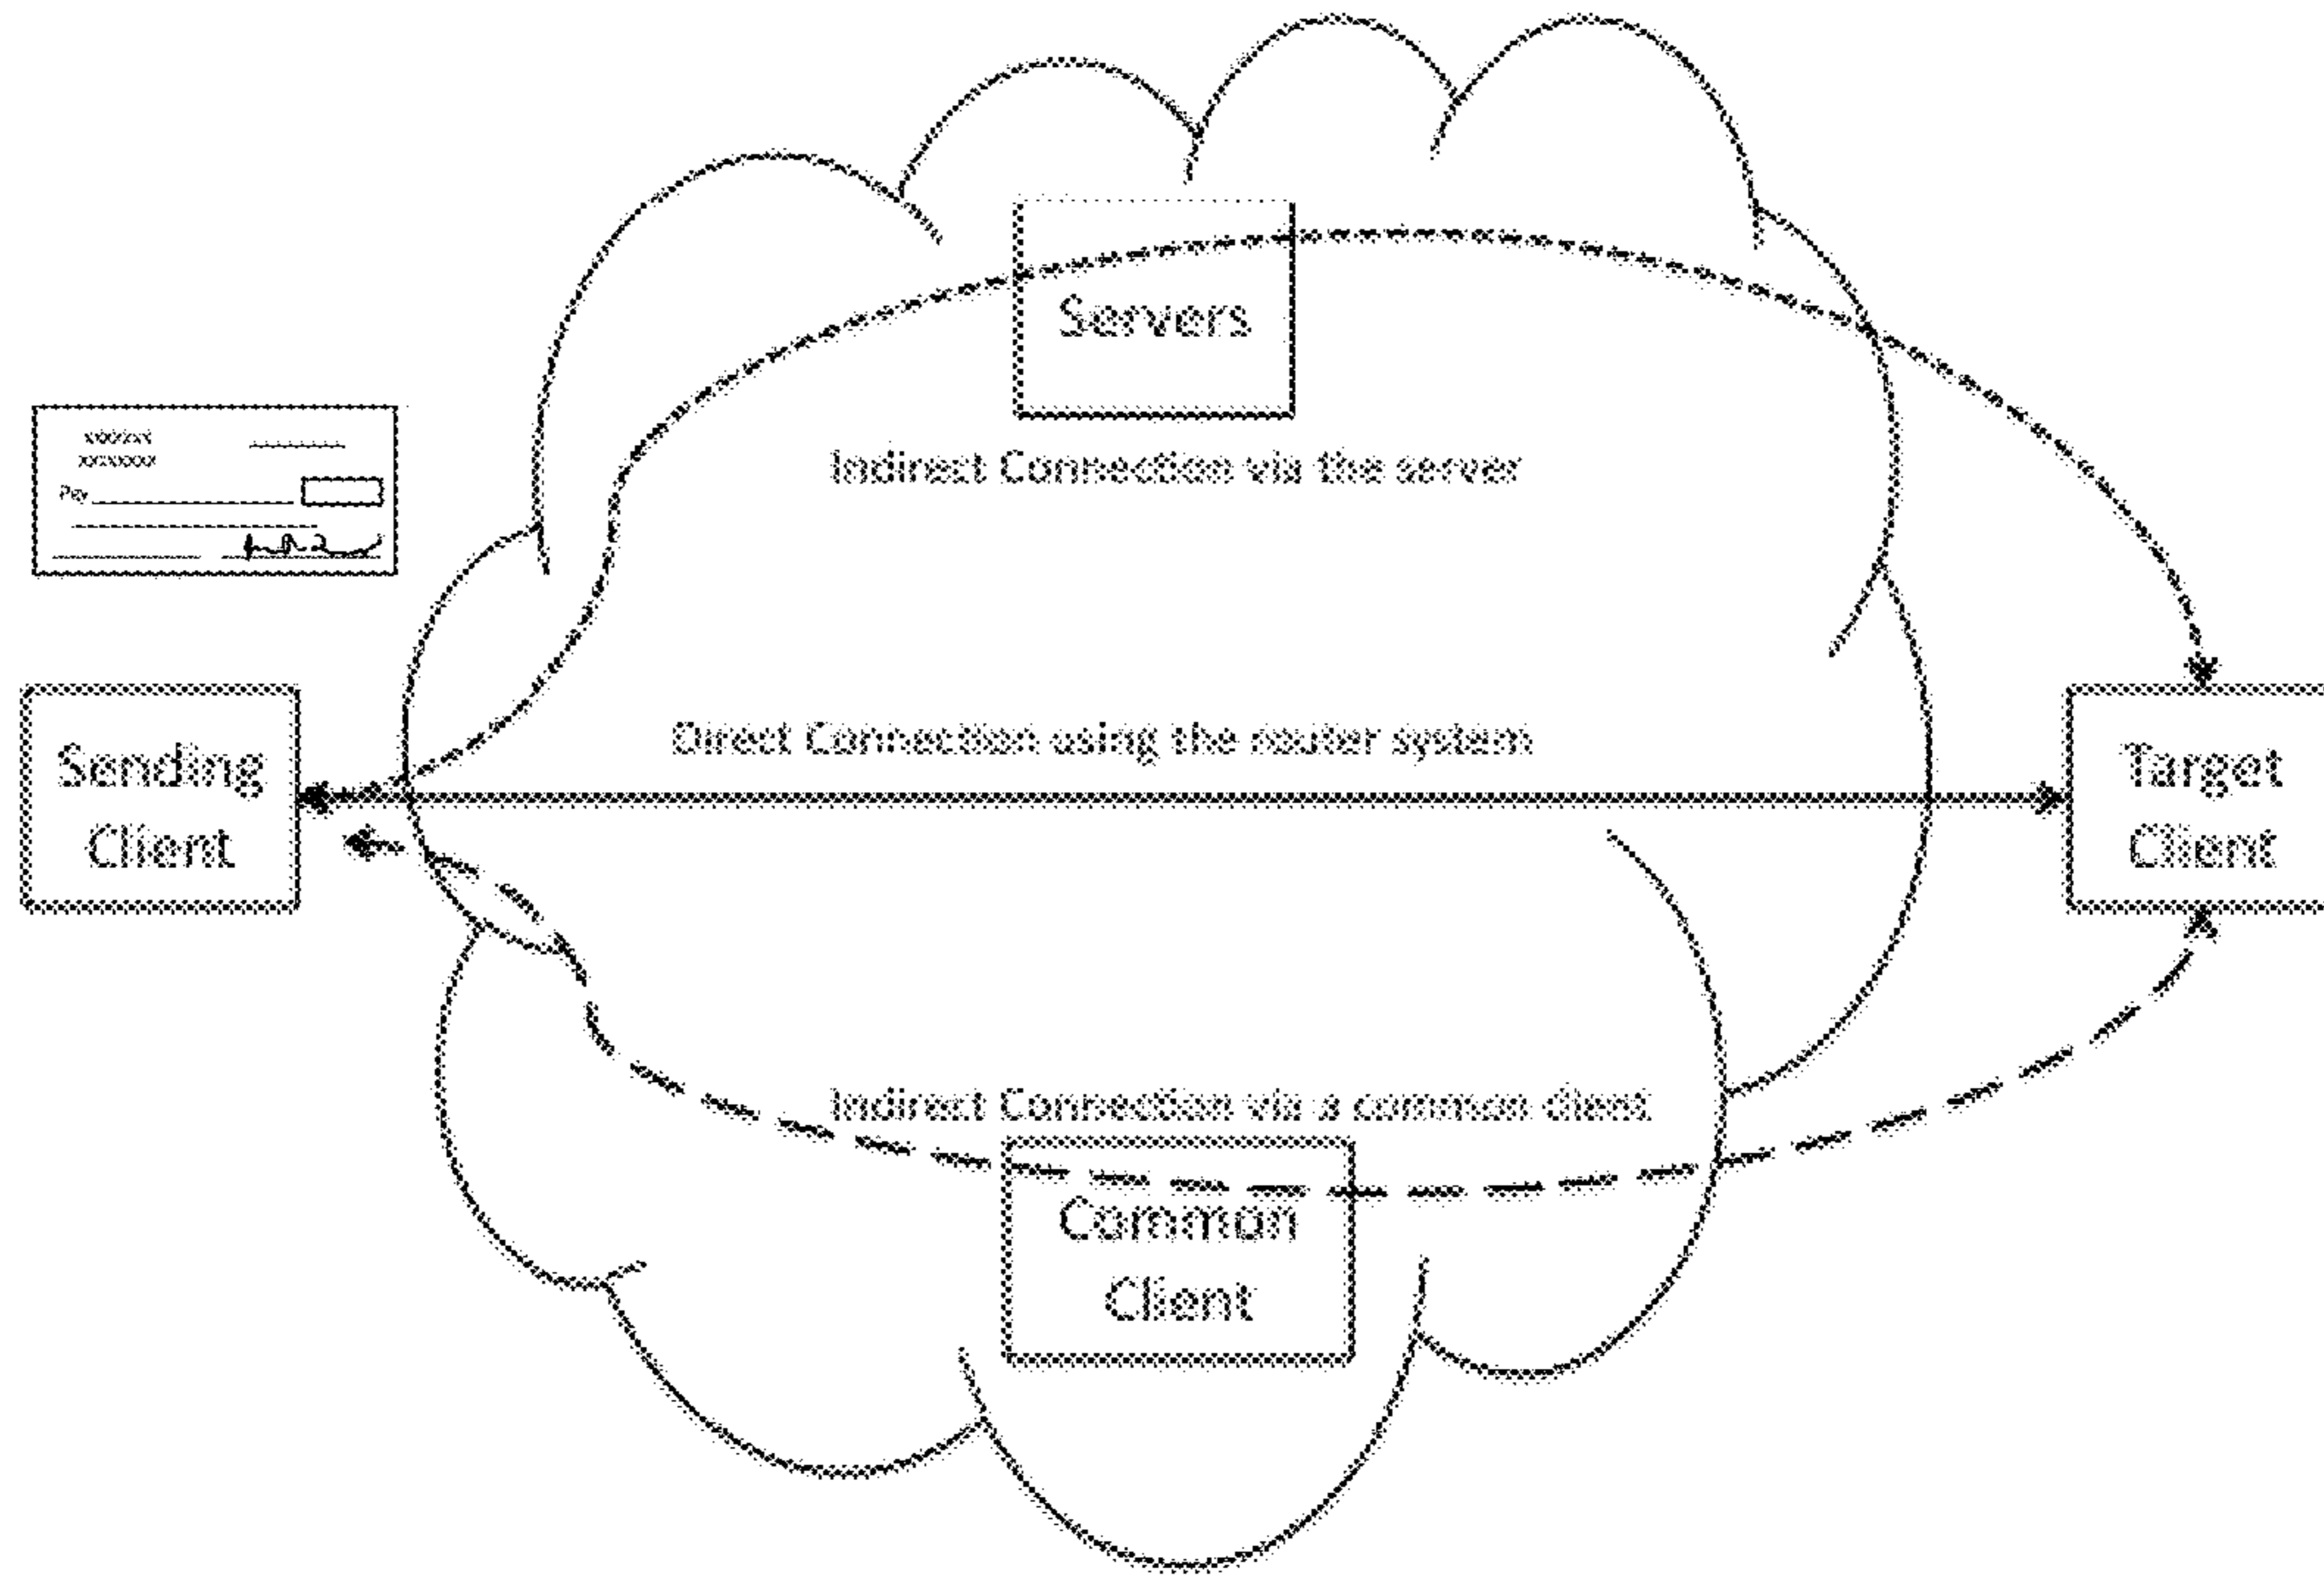 Servers
Indirect Connection via the server
Pay
Direct Connection using the router system
Sending
Client
Target
Client
Indirect Connection via a common client
Common
Client